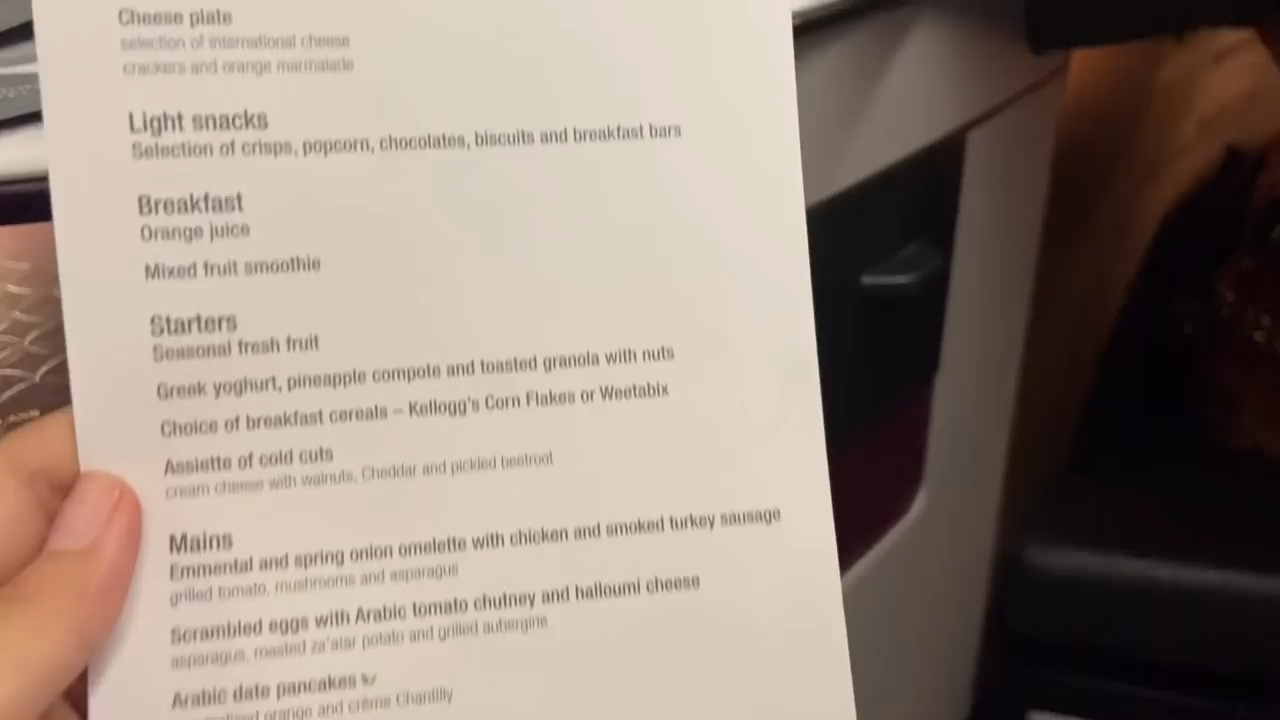 Cheese plate
selection of international cheese
crackers and orange marmalade
Light snacks
Selection of crisps, popcorn, chocolates, biscuits and breakfast bars
Breakfast
Orange juice
Mixed fruit smoothie
Starters
Seasonal fresh fruit
Greek yoghurt, pineapple compote and toasted granola with nuts
Choice of breakfast cereals – Kellogg's Corn Flakes or Weetabix
Assiette of cold cuts
cream cheese with walnuts, Cheddar and pickled beetroot
Mains
Emmental and spring onion omelette with chicken and smoked turkey sausage
grilled tomato, mushrooms and asparagus
Scrambled eggs with Arabic tomato chutney and halloumi cheese
asparagus, roasted za'atar potato and grilled aubergine
Arabic date pancakes
orange and crème Chantilly